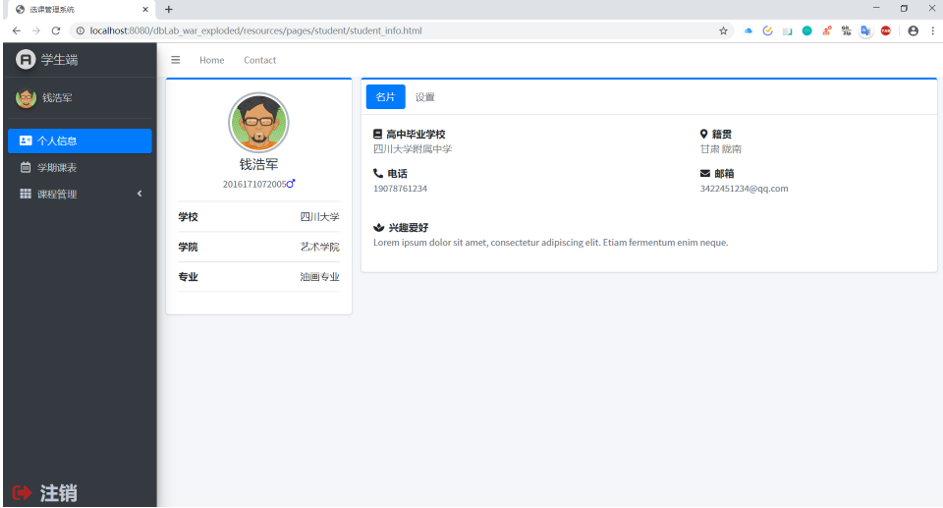 选课管理系统
localhost:8080/dbLab_war_exploded/resources/pages/student/student_info.html
学生端
Home Contact
钱浩军
个人信息
学期课表
课程管理
注销
钱浩军
2016171072005
学校 四川大学
学院 艺术学院
专业 油画专业
名片 设置
高中毕业学校
四川大学附属中学
籍贯
甘肃 陇南
电话
19078761234
邮箱
3422451234@qq.com
兴趣爱好
Lorem ipsum dolor sit amet, consectetur adipiscing elit. Etiam fermentum enim neque.